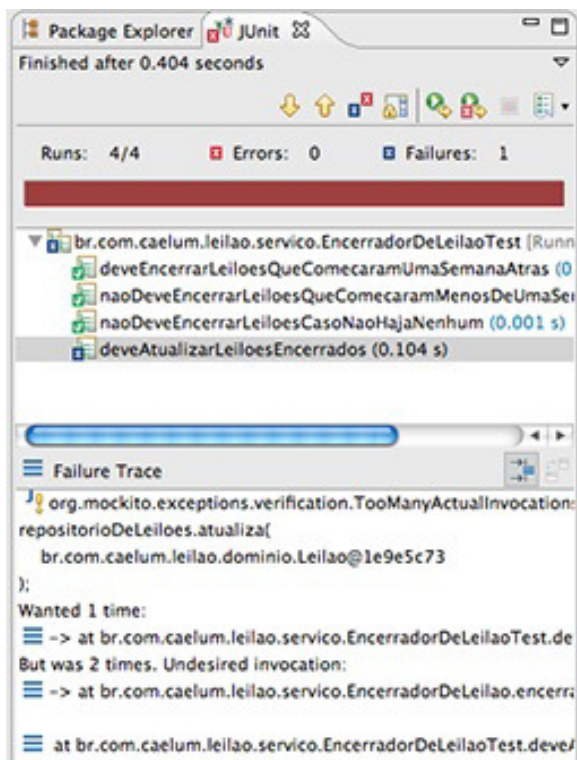 Package Explorer JUnit
Finished after 0.404 seconds
Runs: 4/4 Errors: 0 Failures: 1
br.com.caelum.leilao.servico.EncerradorDeLeilaoTest [Runn
deveEncerrarLeiloesQueComecaramUmaSemanaAtras (0
naoDeveEncerrarLeiloesQueComecaramMenosDeUmaSe
naoDeveEncerrarLeiloesCasoNaoHajaNenhum (0.001 s)
deveAtualizarLeiloesEncerrados (0.104 s)
Failure Trace
org.mockito.exceptions.verification.TooManyActualInvocation
repositorioDeLeiloes.atualiza(
br.com.caelum.leilao.dominio.Leilao@1e9e5c73
);
Wanted 1 time:
-> at br.com.caelum.leilao.servico.EncerradorDeLeilaoTest.de
But was 2 times. Undesired invocation:
-> at br.com.caelum.leilao.servico.EncerradorDeLeilao.encerra
at br.com.caelum.leilao.servico.EncerradorDeLeilaoTest.deve